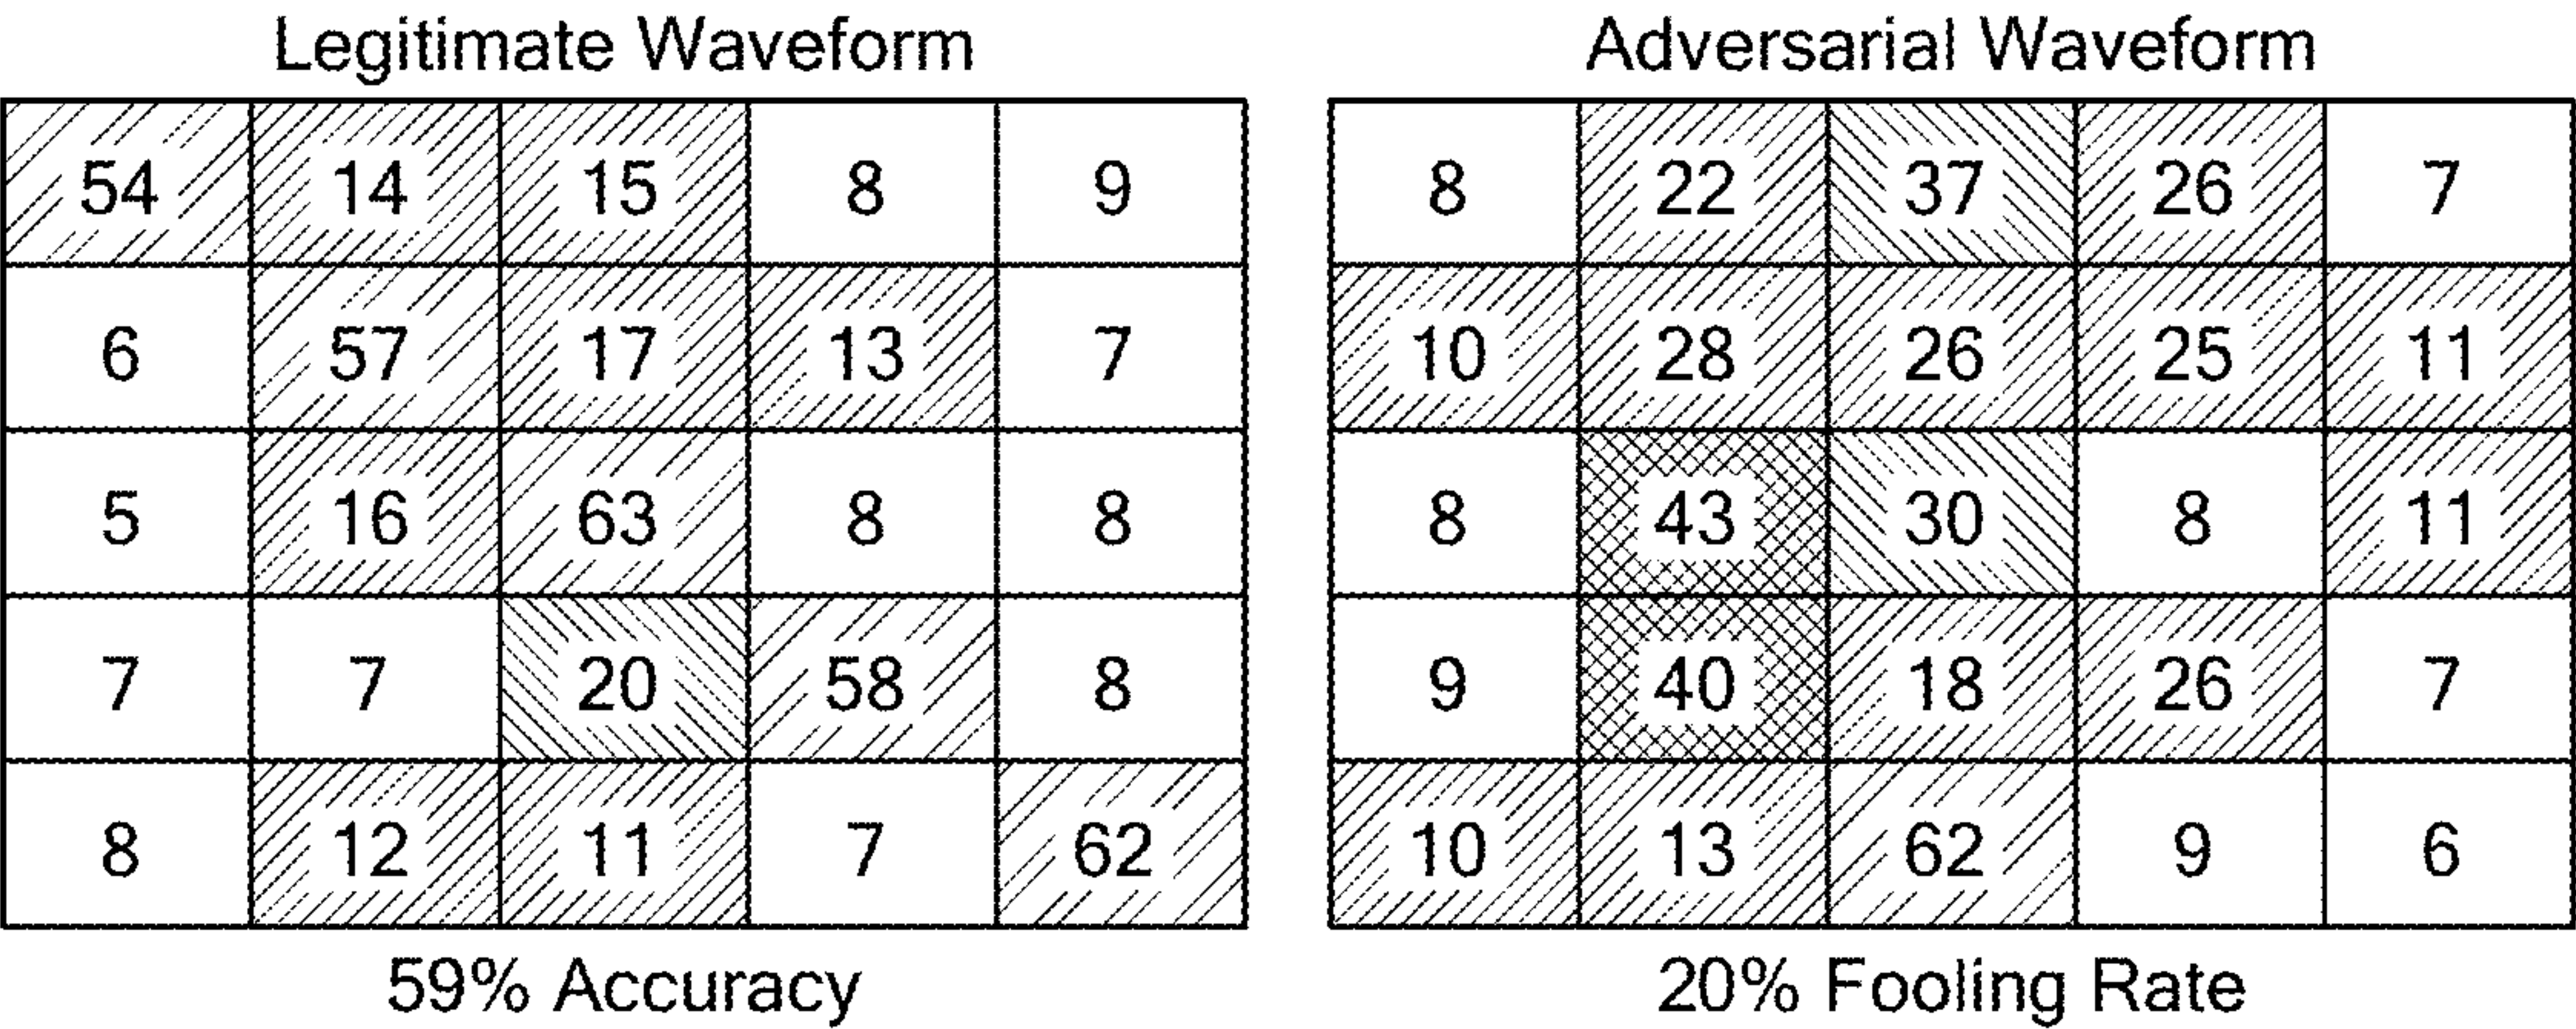 Legitimate Waveform
54 14 15 8 9
6 57 17 13 7
5 16 63 8 8
7 7 20 58 8
8 12 11 7 62
59% Accuracy
Adversarial Waveform
8 22 37 26 7
10 28 26 25 11
8 43 30 8 11
9 40 18 26 7
10 13 62 9 6
20% Fooling Rate